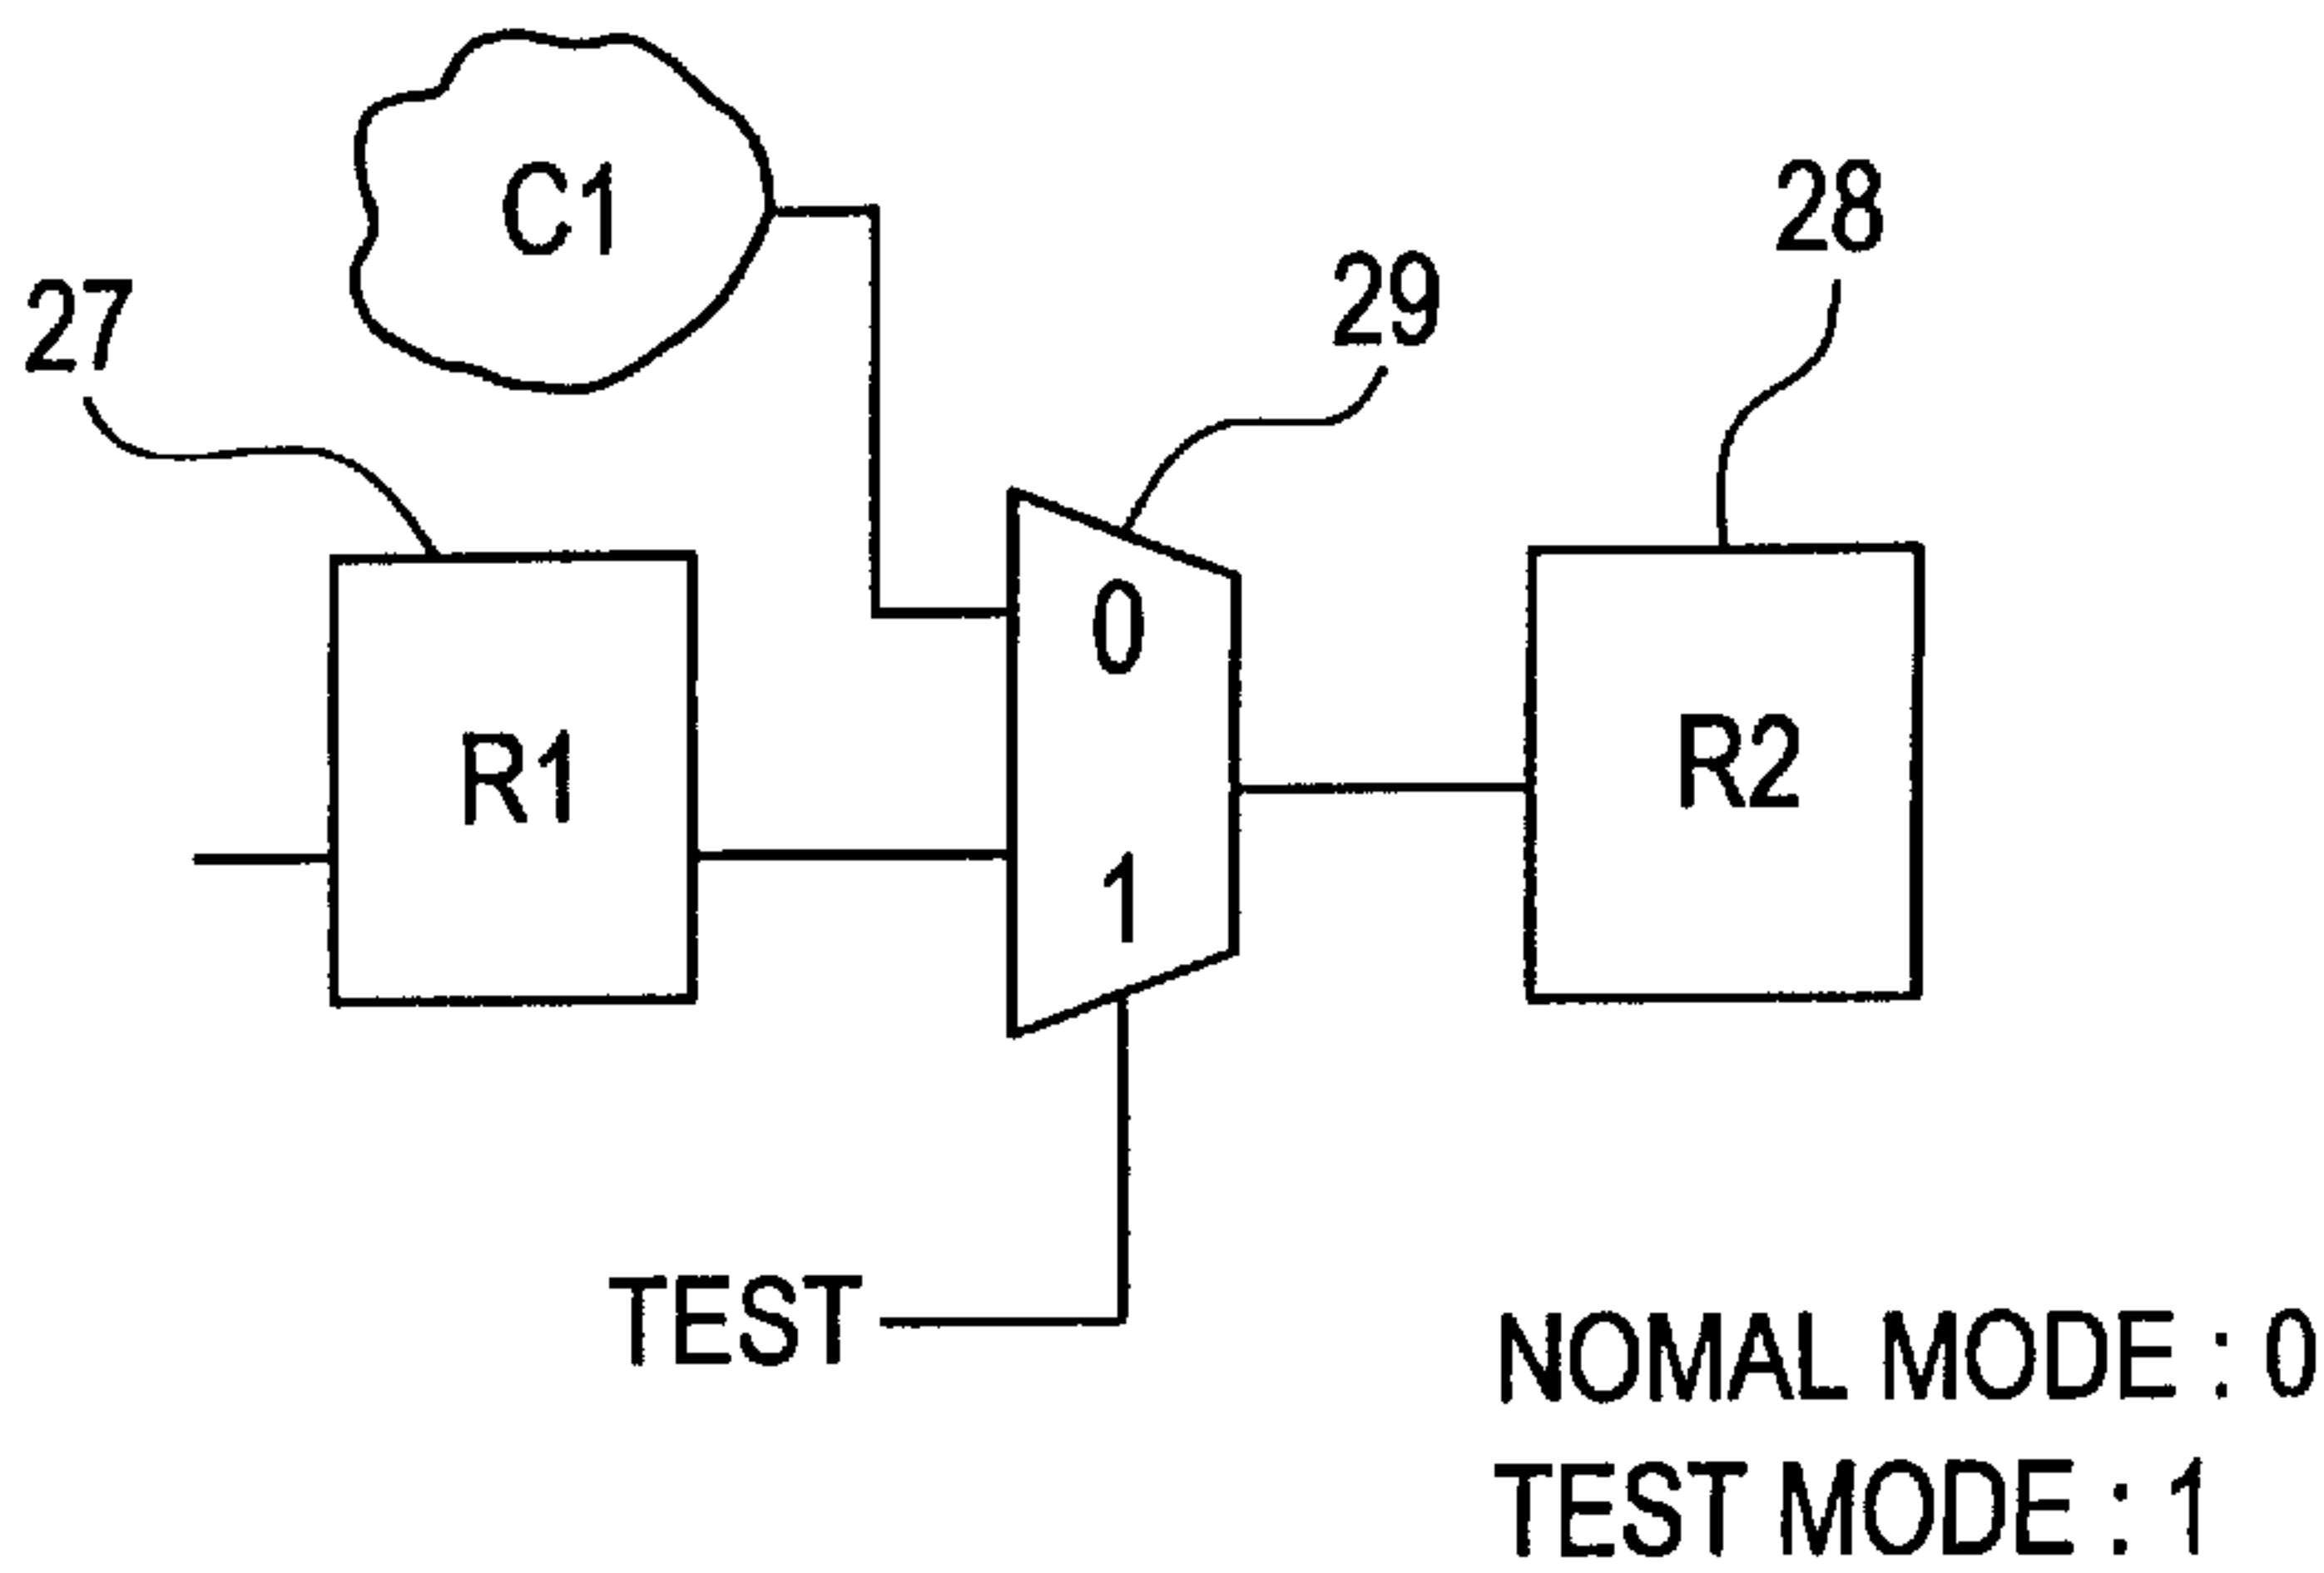 C1
28
29
27
0
R1
R2
1
TEST
NOMAL MODE : 0
TEST MODE : 1